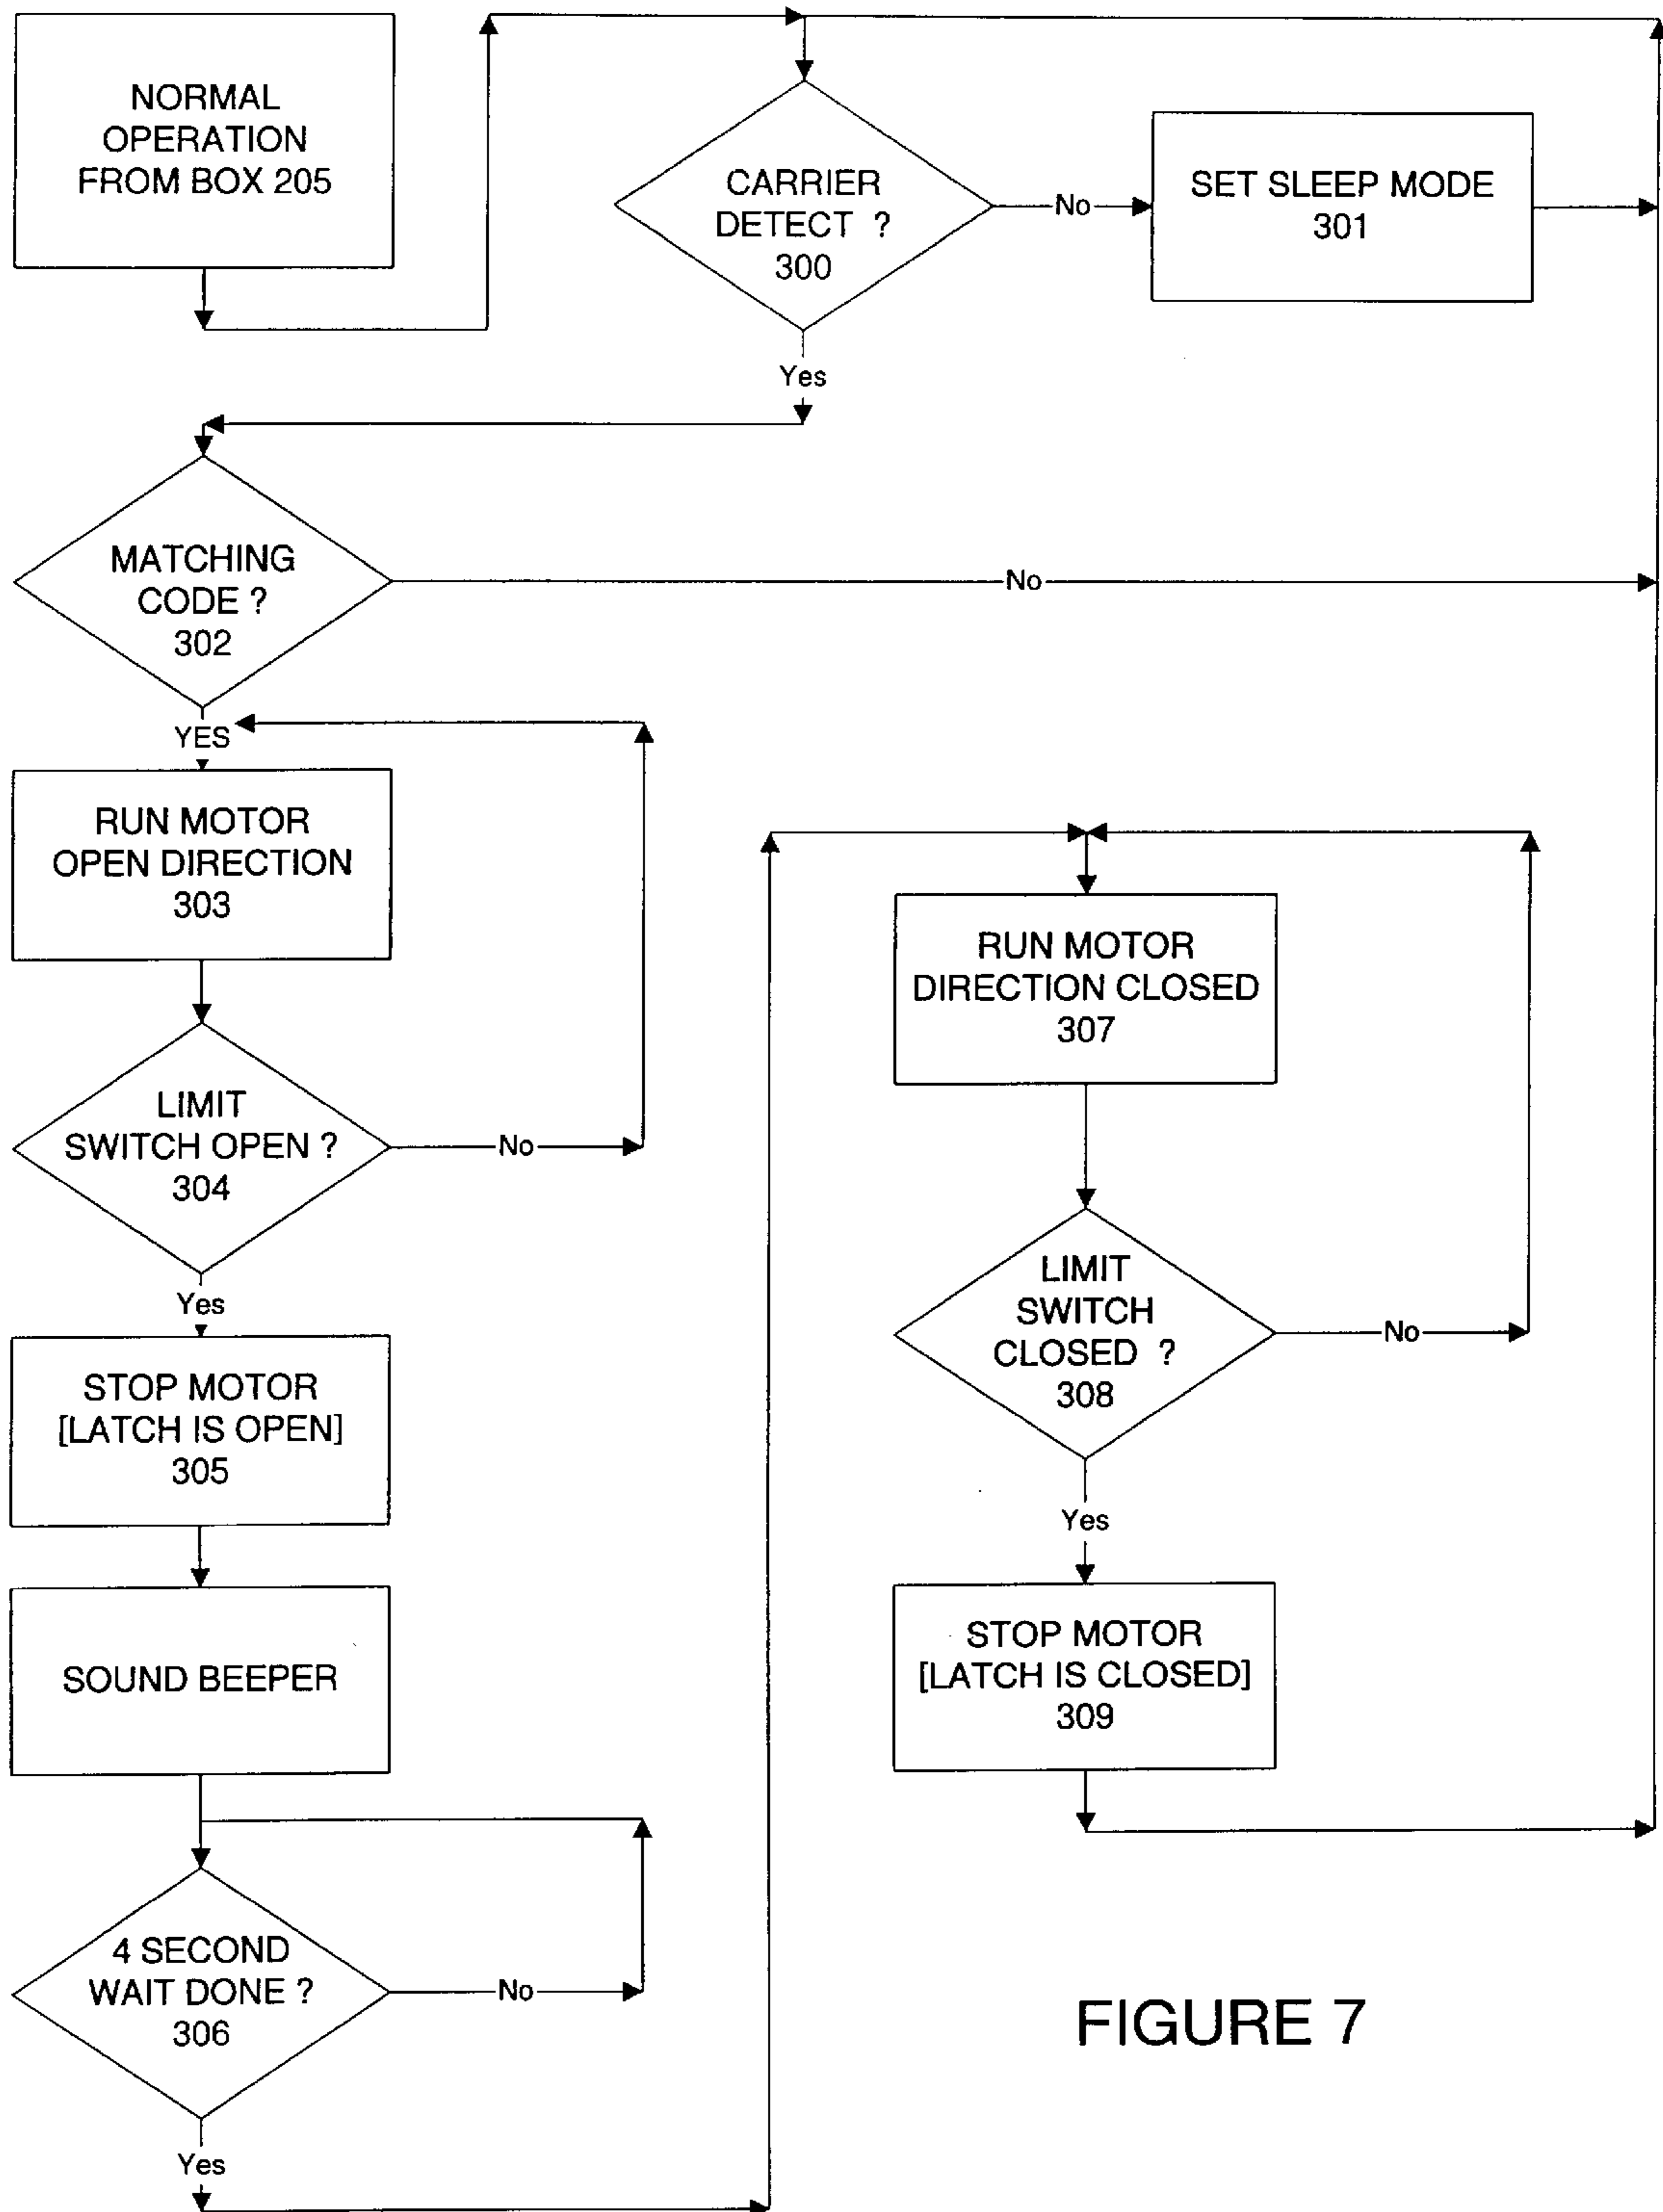 NORMAL
OPERATION
FROM BOX 205
CARRIER
DETECT ?
300
No
SET SLEEP MODE
301
Yes
MATCHING
CODE ?
302
No
YES
RUN MOTOR
OPEN DIRECTION
303
LIMIT
SWITCH OPEN ?
304
No
Yes
STOP MOTOR
[LATCH IS OPEN]
305
SOUND BEEPER
4 SECOND
WAIT DONE ?
306
No
Yes
RUN MOTOR
DIRECTION CLOSED
307
LIMIT
SWITCH
CLOSED ?
308
No
Yes
STOP MOTOR
[LATCH IS CLOSED]
309
FIGURE 7